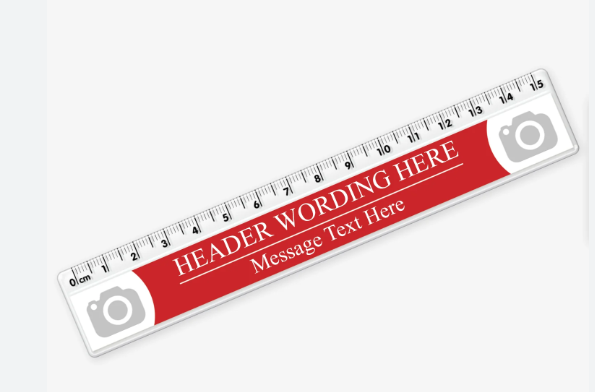 0 cm 1 2 3 4 5 6 7 8 9 10 11 12 13 14 15
HEADER WORDING HERE
Message Text Here